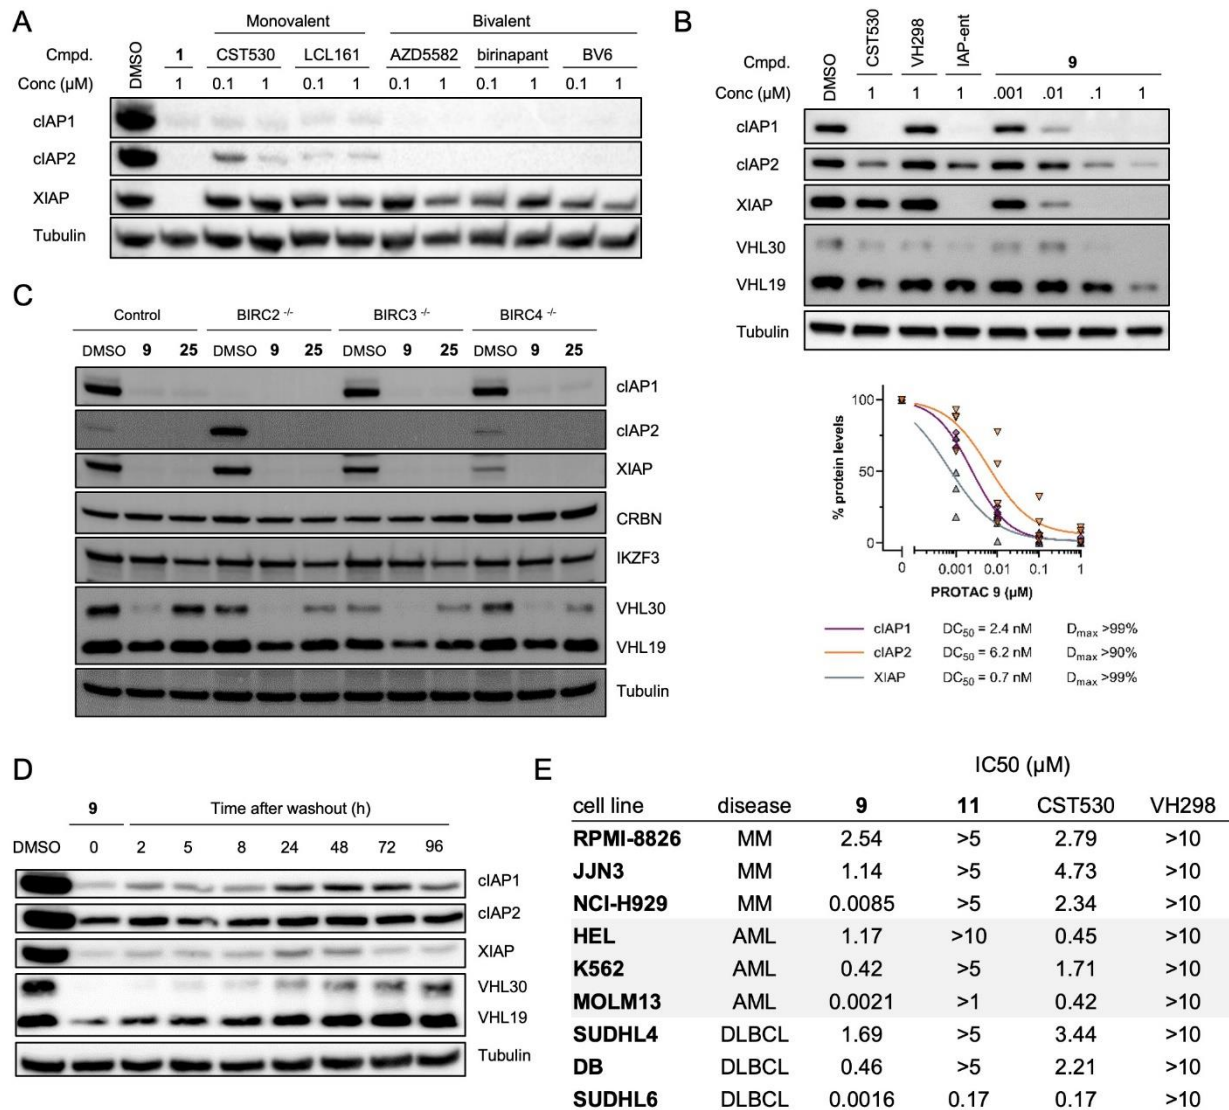 A
Monovalent Bivalent
Cmpd. DMSO 1 CST530 LCL161 AZD5582 birinapant BV6
Conc (µM) 1 0.1 1 0.1 1 0.1 1 0.1 1 0.1 1
cIAP1
cIAP2
XIAP
Tubulin
B
Cmpd. DMSO CST530 VH298 IAP-ent 9
Conc (µM) 1 1 1 .001 .01 .1 1
cIAP1
cIAP2
XIAP
VHL30
VHL19
Tubulin
100
50
0
% protein levels
0 0.001 0.01 0.1 1
PROTAC 9 (µM)
cIAP1 DC50 = 2.4 nM Dmax >99%
cIAP2 DC50 = 6.2 nM Dmax >90%
XIAP DC50 = 0.7 nM Dmax >99%
C
Control BIRC2 -/- BIRC3 -/- BIRC4 -/-
DMSO 9 25 DMSO 9 25 DMSO 9 25 DMSO 9 25
cIAP1
cIAP2
XIAP
CRBN
IKZF3
VHL30
VHL19
Tubulin
D
9 Time after washout (h)
DMSO 0 2 5 8 24 48 72 96
cIAP1
cIAP2
XIAP
VHL30
VHL19
Tubulin
E
IC50 (µM)
cell line disease 9 11 CST530 VH298
RPMI-8826 MM 2.54 >5 2.79 >10
JJN3 MM 1.14 >5 4.73 >10
NCI-H929 MM 0.0085 >5 2.34 >10
HEL AML 1.17 >10 0.45 >10
K562 AML 0.42 >5 1.71 >10
MOLM13 AML 0.0021 >1 0.42 >10
SUDHL4 DLBCL 1.69 >5 3.44 >10
DB DLBCL 0.46 >5 2.21 >10
SUDHL6 DLBCL 0.0016 0.17 0.17 >10